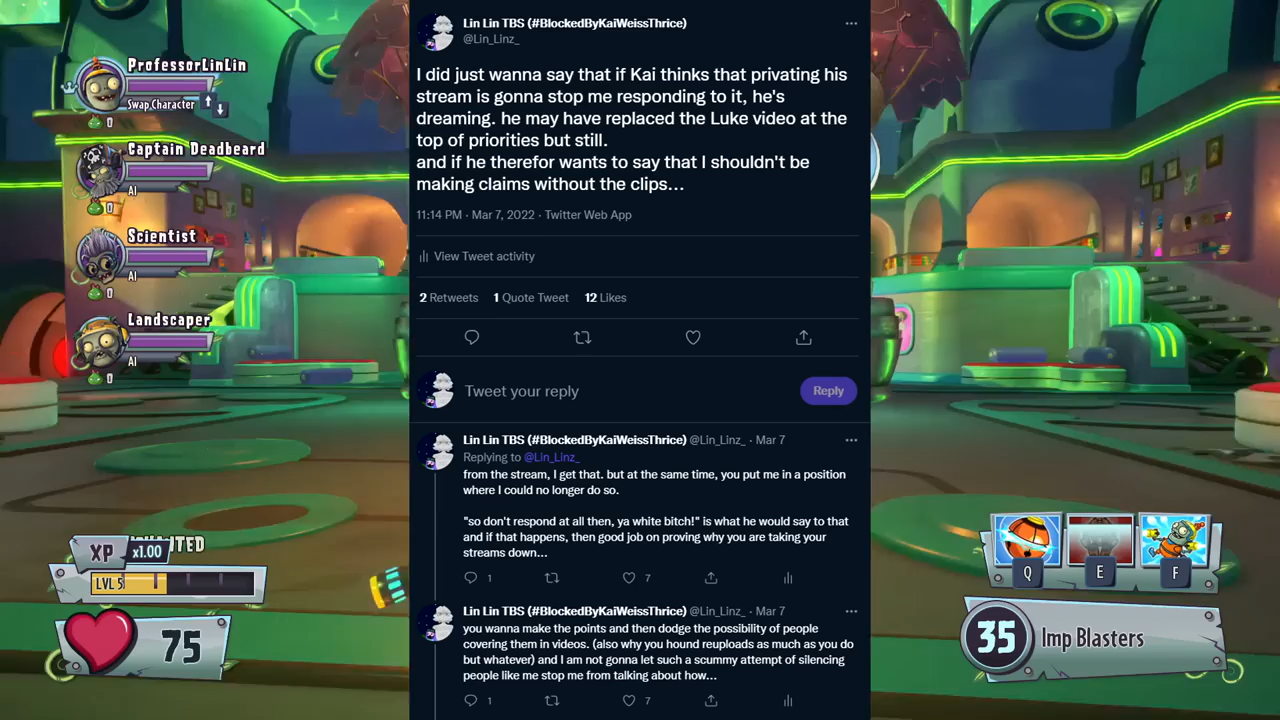 ProfessorLinLin
Swap Character
0
Captain Deadbeard
AI
0
Scientist
AI
0
Landscaper
AI
0
XP x1.00
LVL 5
75
Lin Lin TBS (#BlockedByKaiWeissThrice)
@Lin_Linz_
I did just wanna say that if Kai thinks that privating his
stream is gonna stop me responding to it, he's
dreaming. he may have replaced the Luke video at the
top of priorities but still.
and if he therefor wants to say that I shouldn't be
making claims without the clips...
11:14 PM · Mar 7, 2022 · Twitter Web App
View Tweet activity
2 Retweets 1 Quote Tweet 12 Likes
Tweet your reply
Reply
Lin Lin TBS (#BlockedByKaiWeissThrice) @Lin_Linz_ · Mar 7
Replying to @Lin_Linz_
from the stream, I get that. but at the same time, you put me in a position
where I could no longer do so.
"so don't respond at all then, ya white bitch!" is what he would say to that
and if that happens, then good job on proving why you are taking your
streams down...
1 7
Lin Lin TBS (#BlockedByKaiWeissThrice) @Lin_Linz_ · Mar 7
you wanna make the points and then dodge the possibility of people
covering them in videos. (also why you hound reuploads as much as you do
but whatever) and I am not gonna let such a scummy attempt of silencing
people like me stop me from talking about how...
1 7
Q E F
35 Imp Blasters